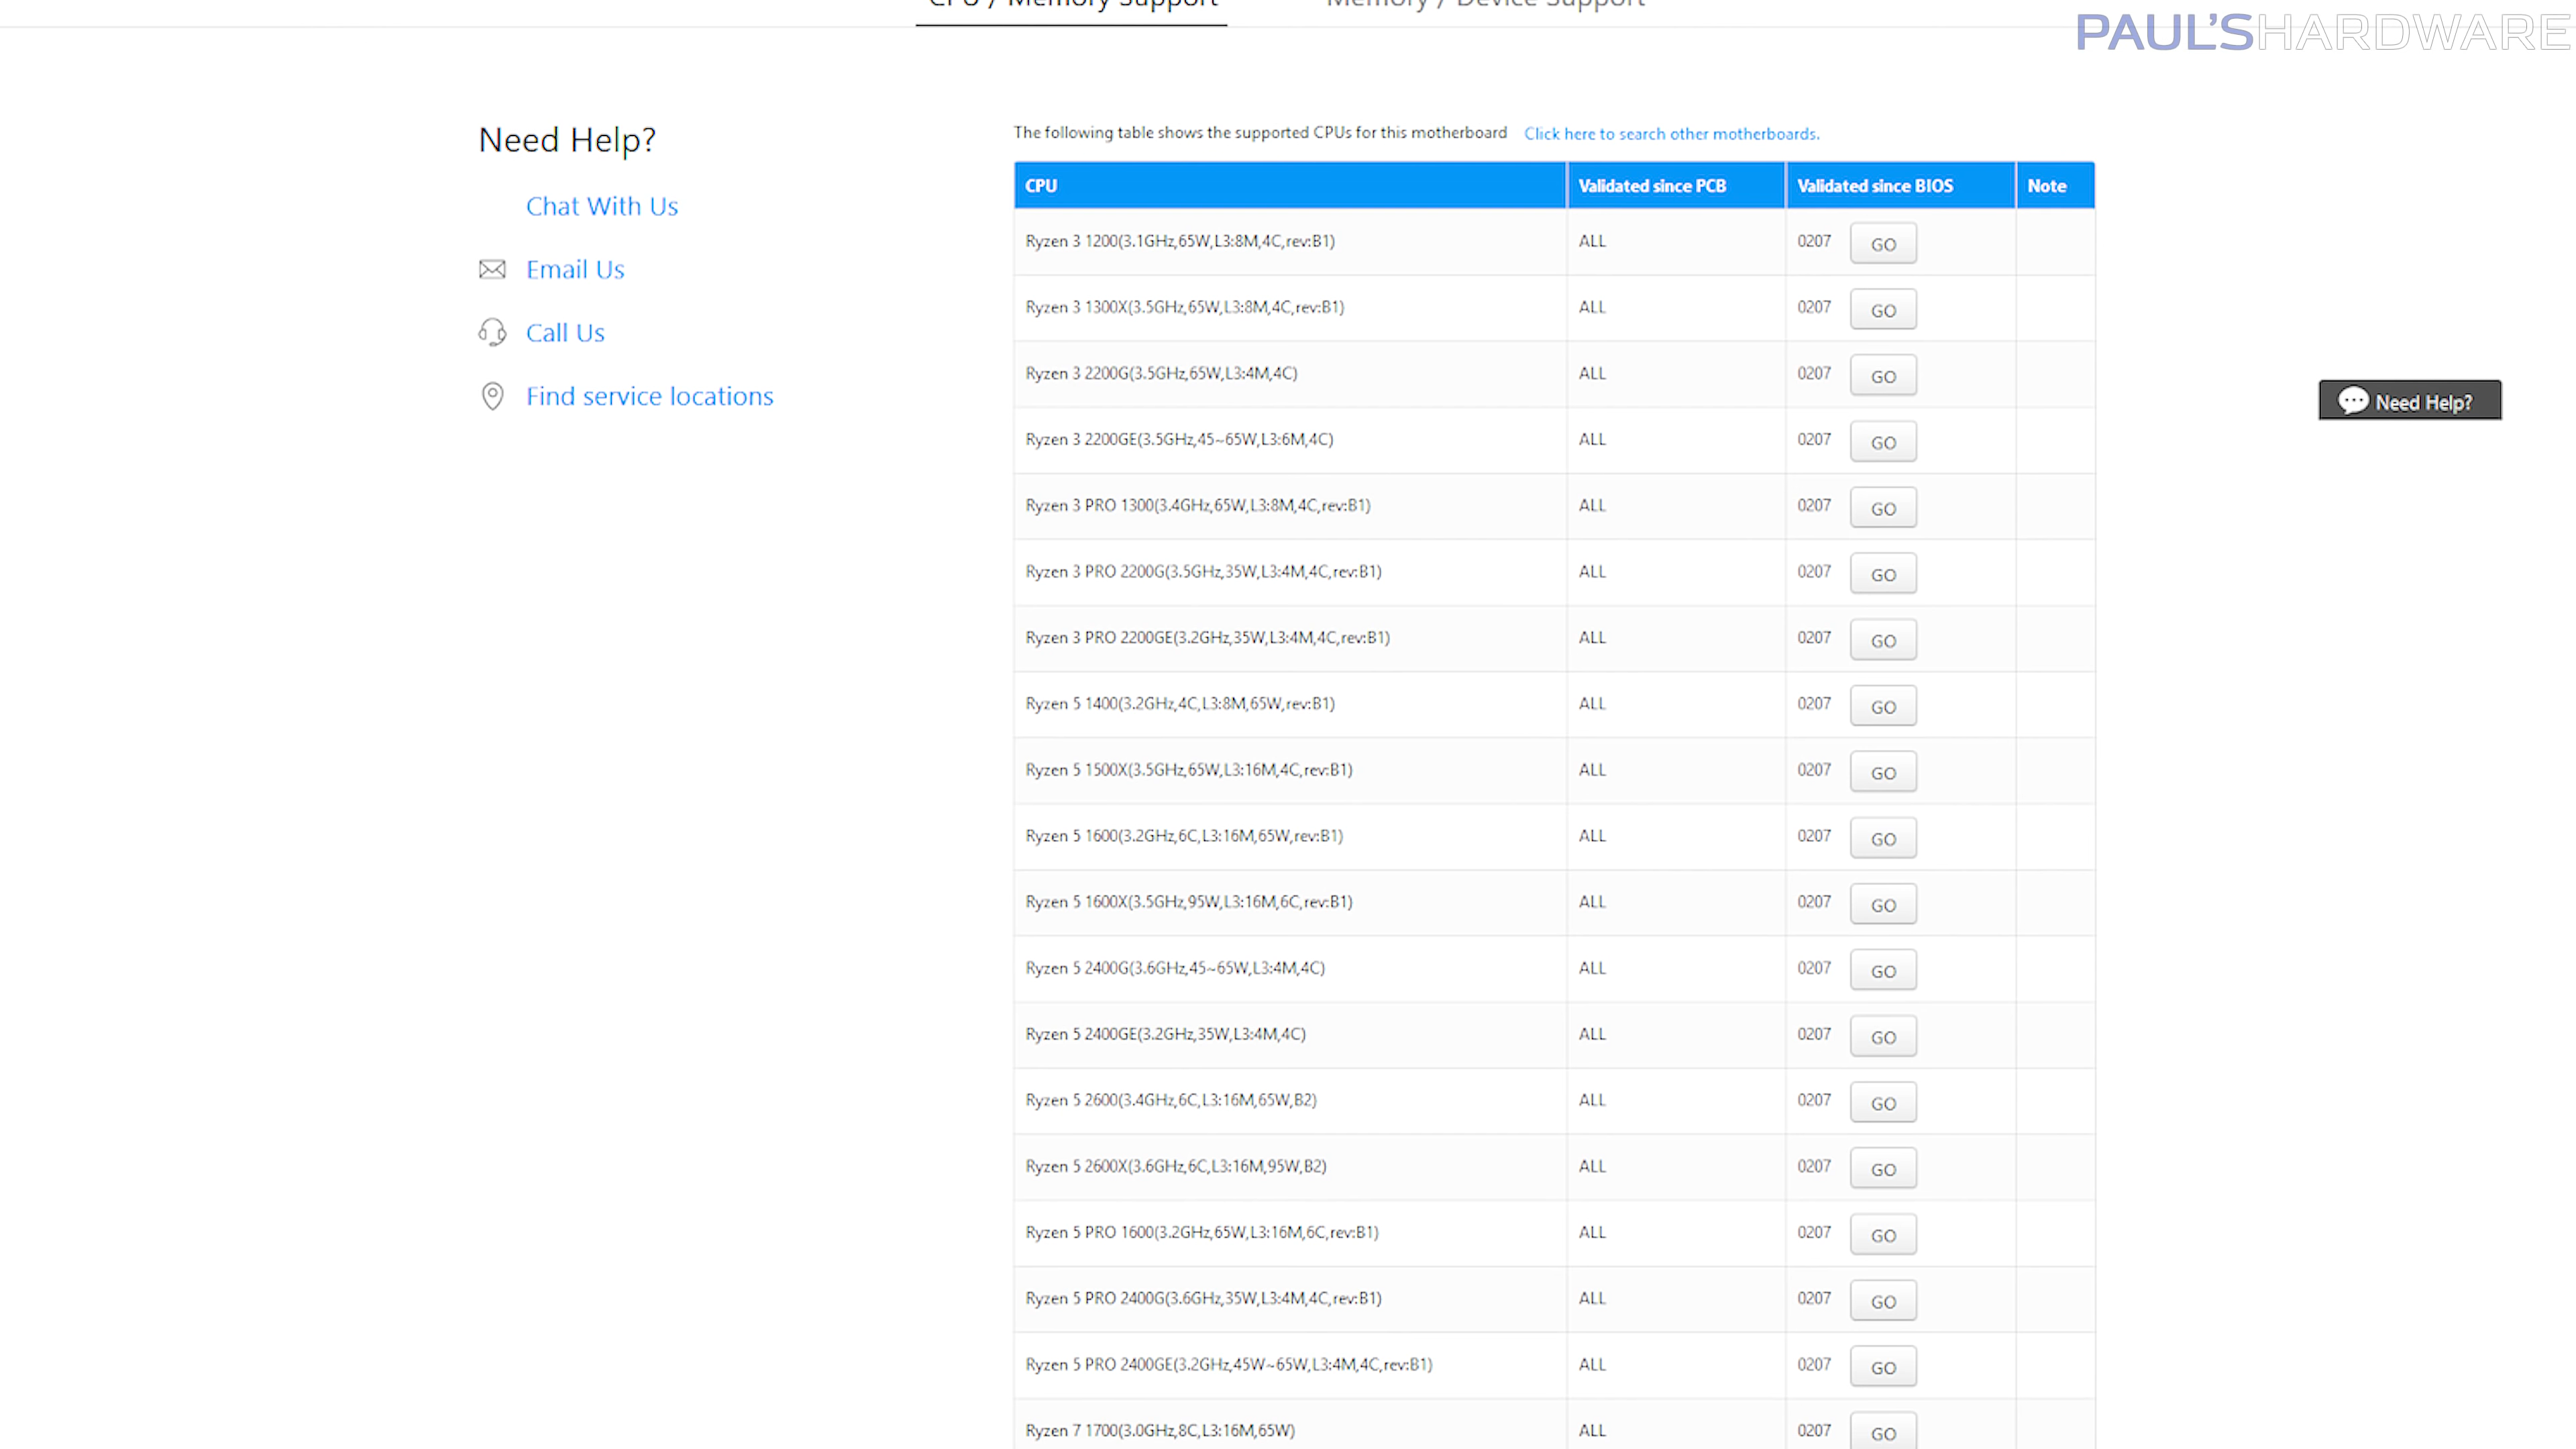 CPU / Memory Support Memory / Device Support
PAUL'SHARDWARE
Need Help?
Chat With Us
Email Us
Call Us
Find service locations
The following table shows the supported CPUs for this motherboard Click here to search other motherboards.
CPU Validated since PCB Validated since BIOS Note
Ryzen 3 1200(3.1GHz,65W,L3:8M,4C,rev:B1) ALL 0207 GO
Ryzen 3 1300X(3.5GHz,65W,L3:8M,4C,rev:B1) ALL 0207 GO
Ryzen 3 2200G(3.5GHz,65W,L3:4M,4C) ALL 0207 GO
Ryzen 3 2200GE(3.5GHz,45~65W,L3:6M,4C) ALL 0207 GO
Ryzen 3 PRO 1300(3.4GHz,65W,L3:8M,4C,rev:B1) ALL 0207 GO
Ryzen 3 PRO 2200G(3.5GHz,35W,L3:4M,4C,rev:B1) ALL 0207 GO
Ryzen 3 PRO 2200GE(3.2GHz,35W,L3:4M,4C,rev:B1) ALL 0207 GO
Ryzen 5 1400(3.2GHz,4C,L3:8M,65W,rev:B1) ALL 0207 GO
Ryzen 5 1500X(3.5GHz,65W,L3:16M,4C,rev:B1) ALL 0207 GO
Ryzen 5 1600(3.2GHz,6C,L3:16M,65W,rev:B1) ALL 0207 GO
Ryzen 5 1600X(3.5GHz,95W,L3:16M,6C,rev:B1) ALL 0207 GO
Ryzen 5 2400G(3.6GHz,45~65W,L3:4M,4C) ALL 0207 GO
Ryzen 5 2400GE(3.2GHz,35W,L3:4M,4C) ALL 0207 GO
Ryzen 5 2600(3.4GHz,6C,L3:16M,65W,B2) ALL 0207 GO
Ryzen 5 2600X(3.6GHz,6C,L3:16M,95W,B2) ALL 0207 GO
Ryzen 5 PRO 1600(3.2GHz,65W,L3:16M,6C,rev:B1) ALL 0207 GO
Ryzen 5 PRO 2400G(3.6GHz,35W,L3:4M,4C,rev:B1) ALL 0207 GO
Ryzen 5 PRO 2400GE(3.2GHz,45W~65W,L3:4M,4C,rev:B1) ALL 0207 GO
Ryzen 7 1700(3.0GHz,8C,L3:16M,65W) ALL 0207 GO
Need Help?